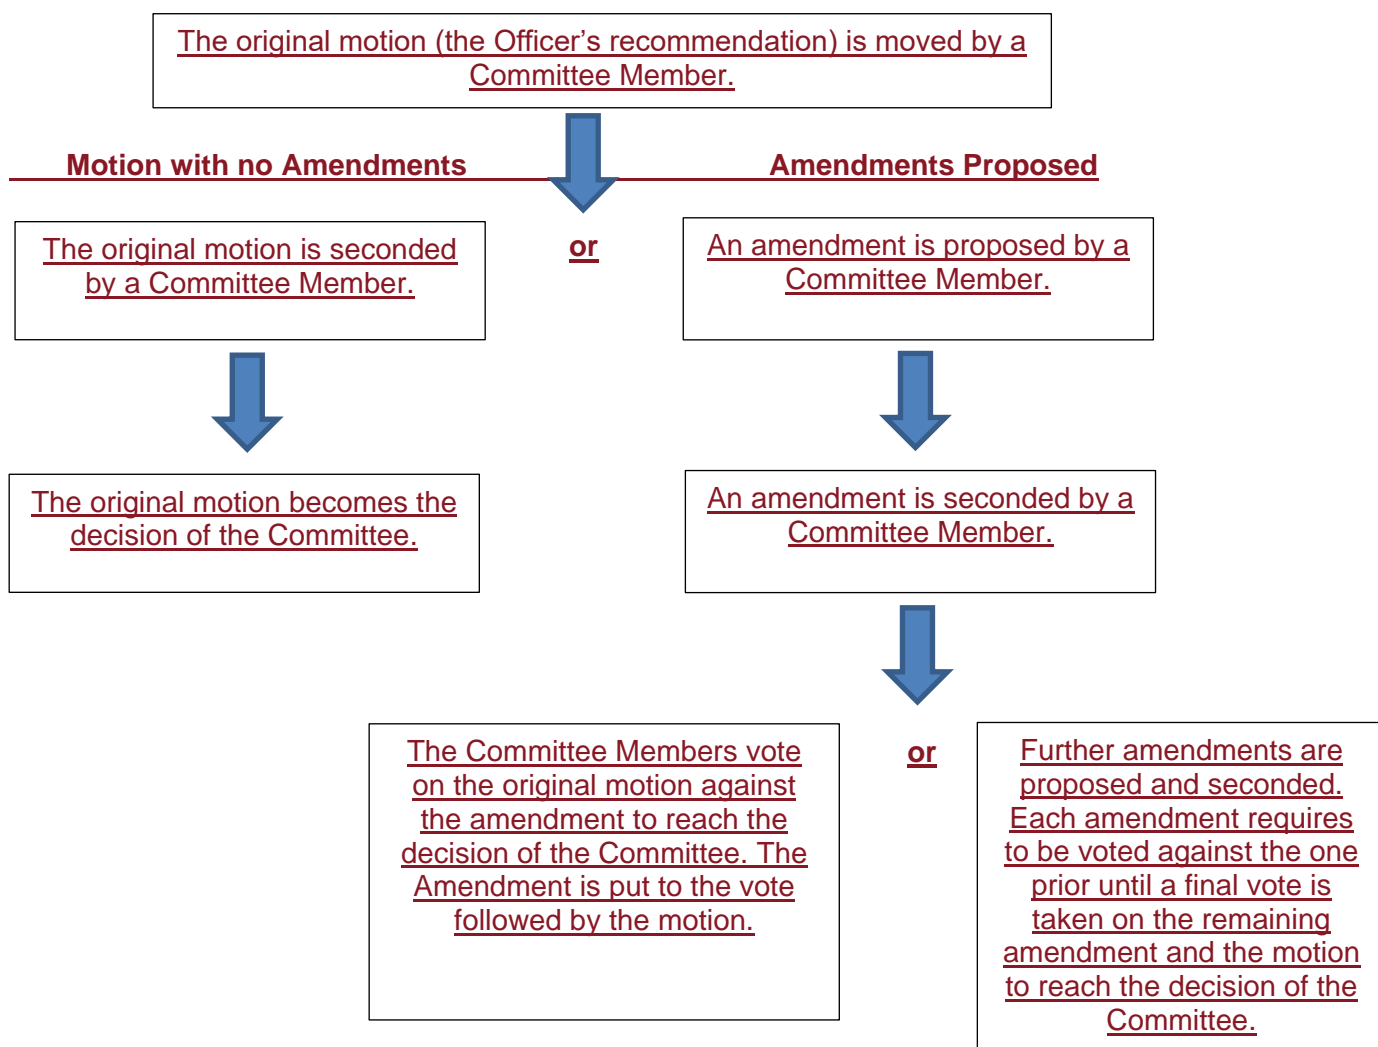 The original motion (the Officer’s recommendation) is moved by a
Committee Member.
Motion with no Amendments
Amendments Proposed
The original motion is seconded
by a Committee Member.
or
An amendment is proposed by a
Committee Member.
The original motion becomes the
decision of the Committee.
An amendment is seconded by a
Committee Member.
The Committee Members vote
on the original motion against
the amendment to reach the
decision of the Committee. The
Amendment is put to the vote
followed by the motion.
or
Further amendments are
proposed and seconded.
Each amendment requires
to be voted against the one
prior until a final vote is
taken on the remaining
amendment and the motion
to reach the decision of the
Committee.